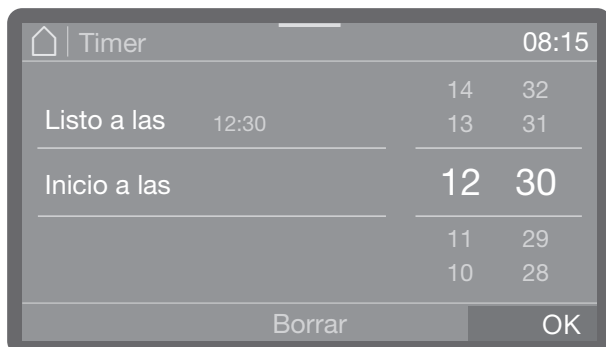 Timer 08:15
14 32
Listo a las 12:30 13 31
Inicio a las 12 30
11 29
10 28
Borrar OK